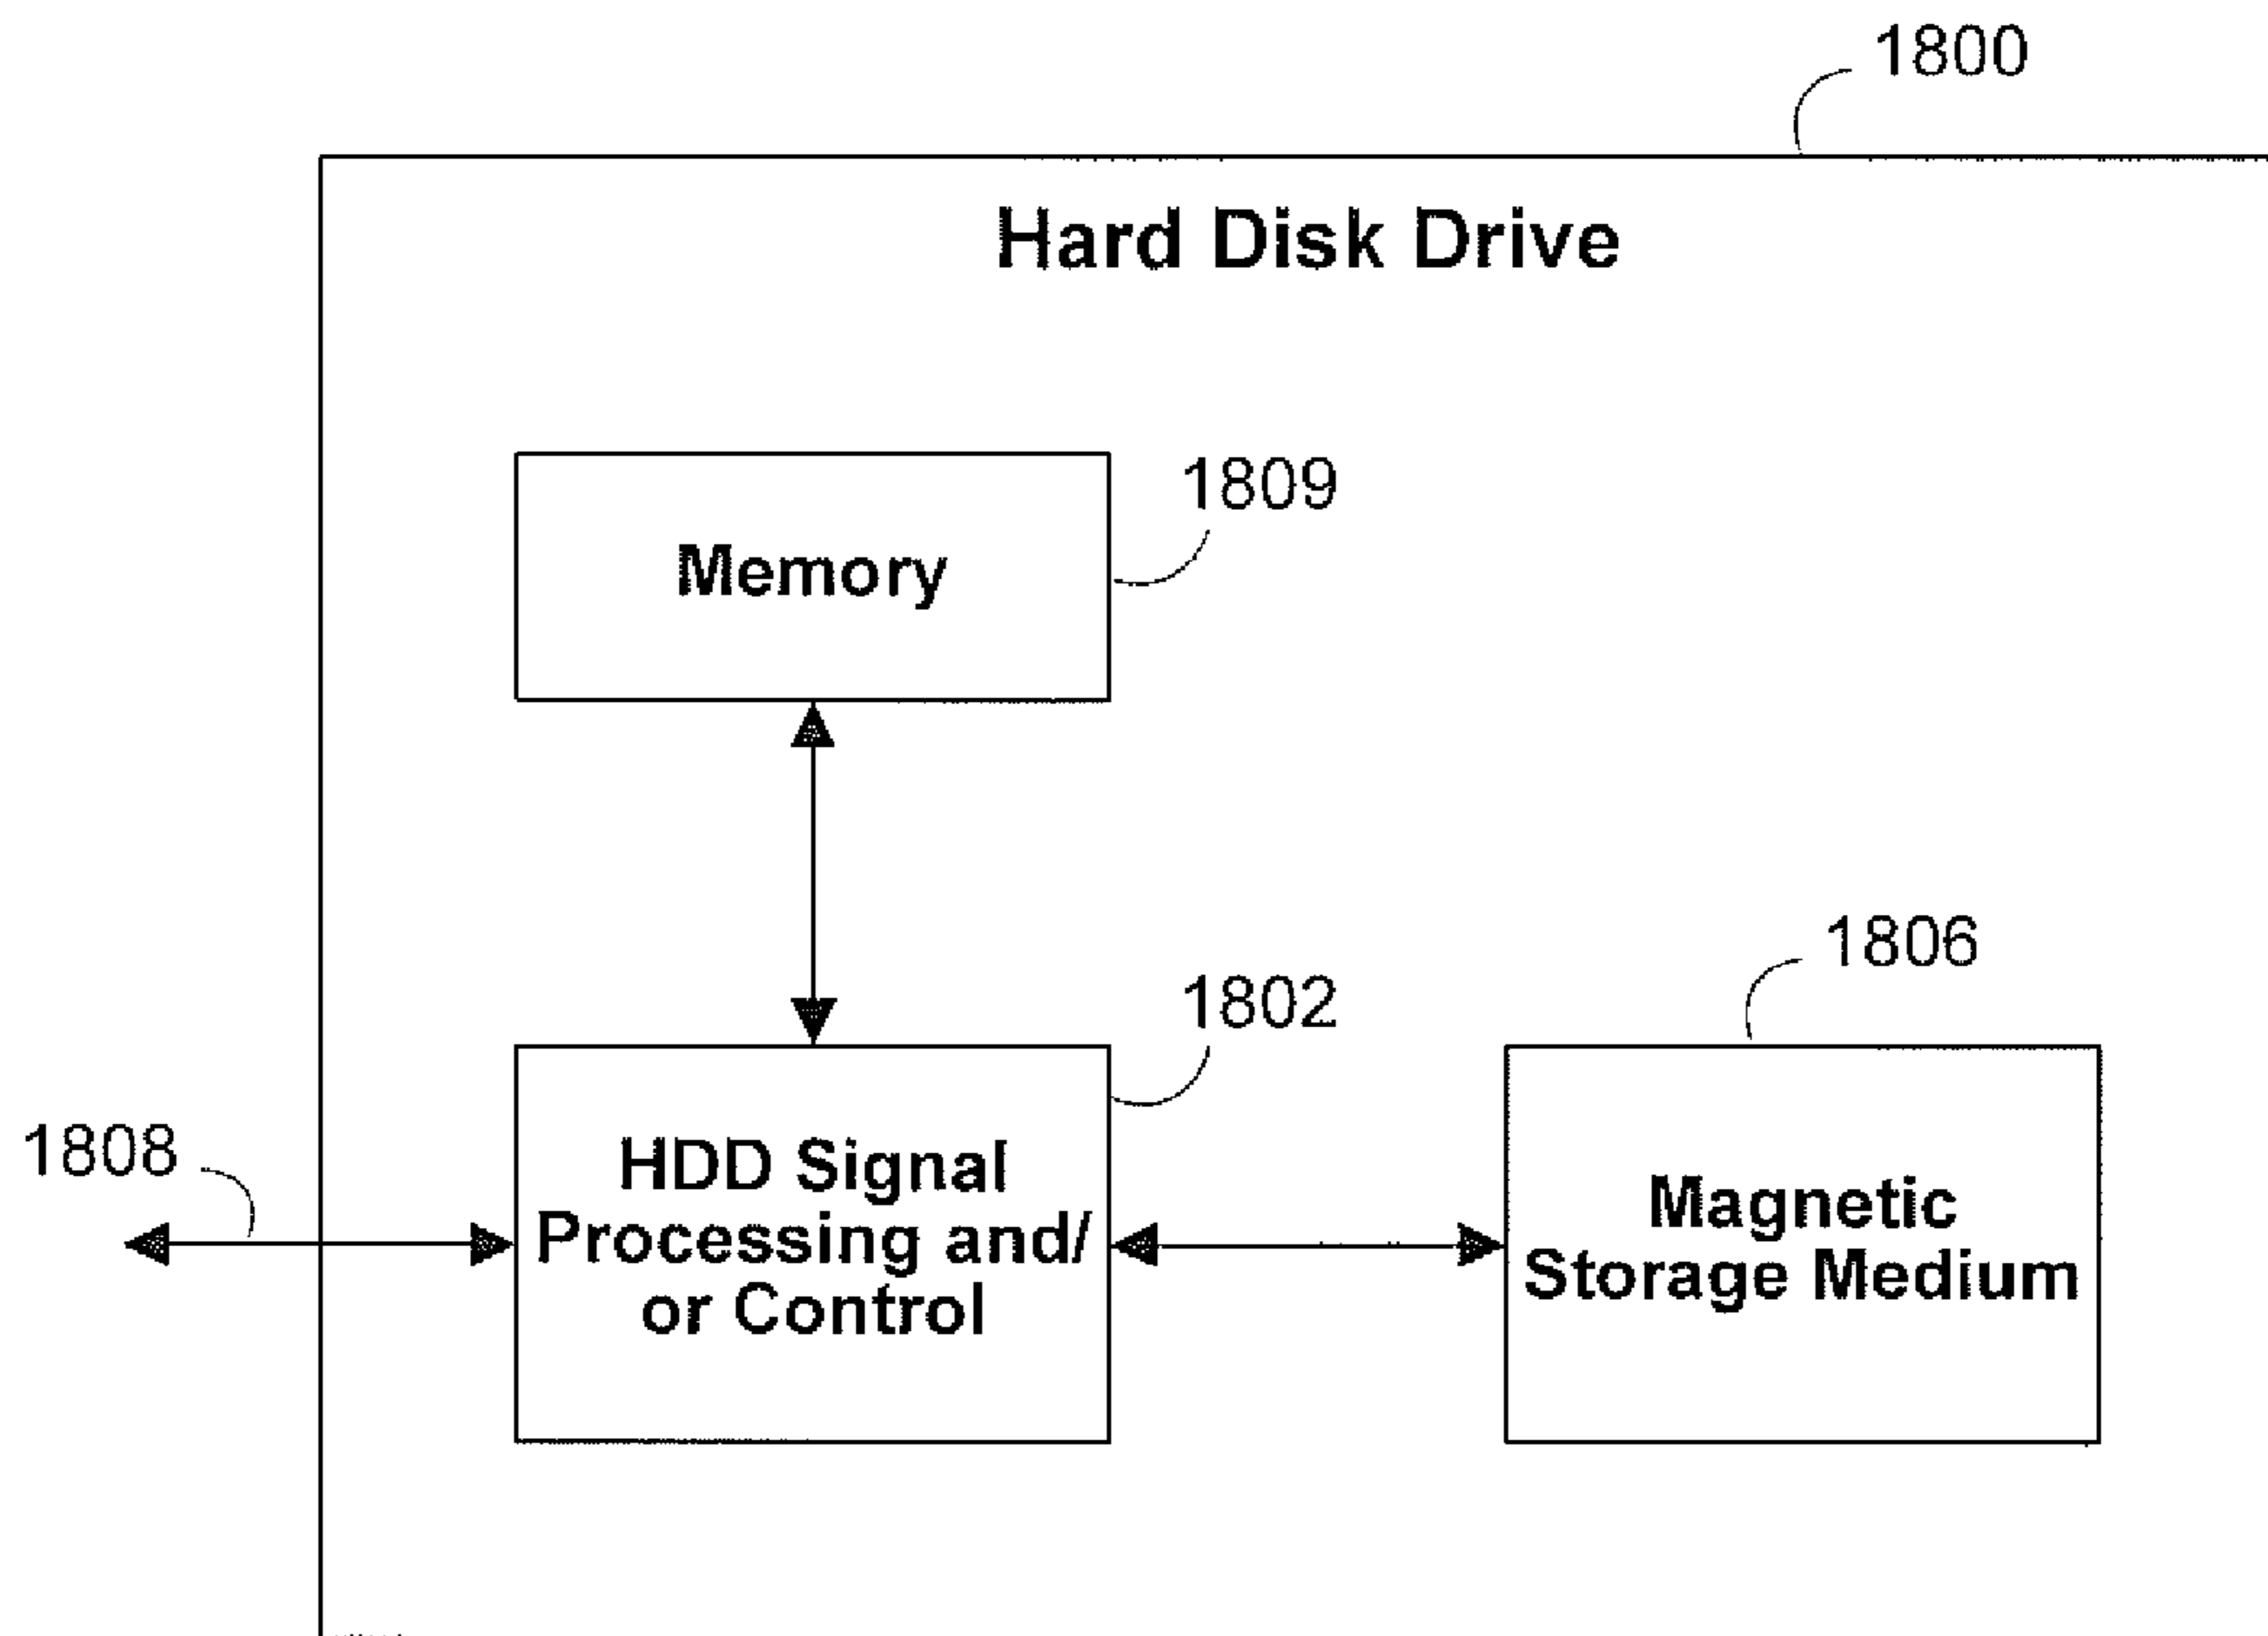 1800
Hard Disk Drive
1809
Memory
1806
1802
1808
HDD Signal
Processing and/
or Control
Magnetic
Storage Medium